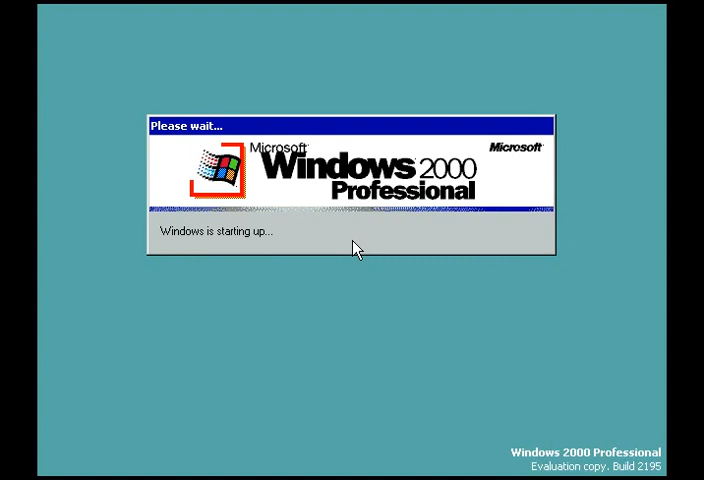 Please wait...
Microsoft
Microsoft
Windows 2000
Professional
Windows is starting up...
Windows 2000 Professional
Evaluation copy. Build 2195